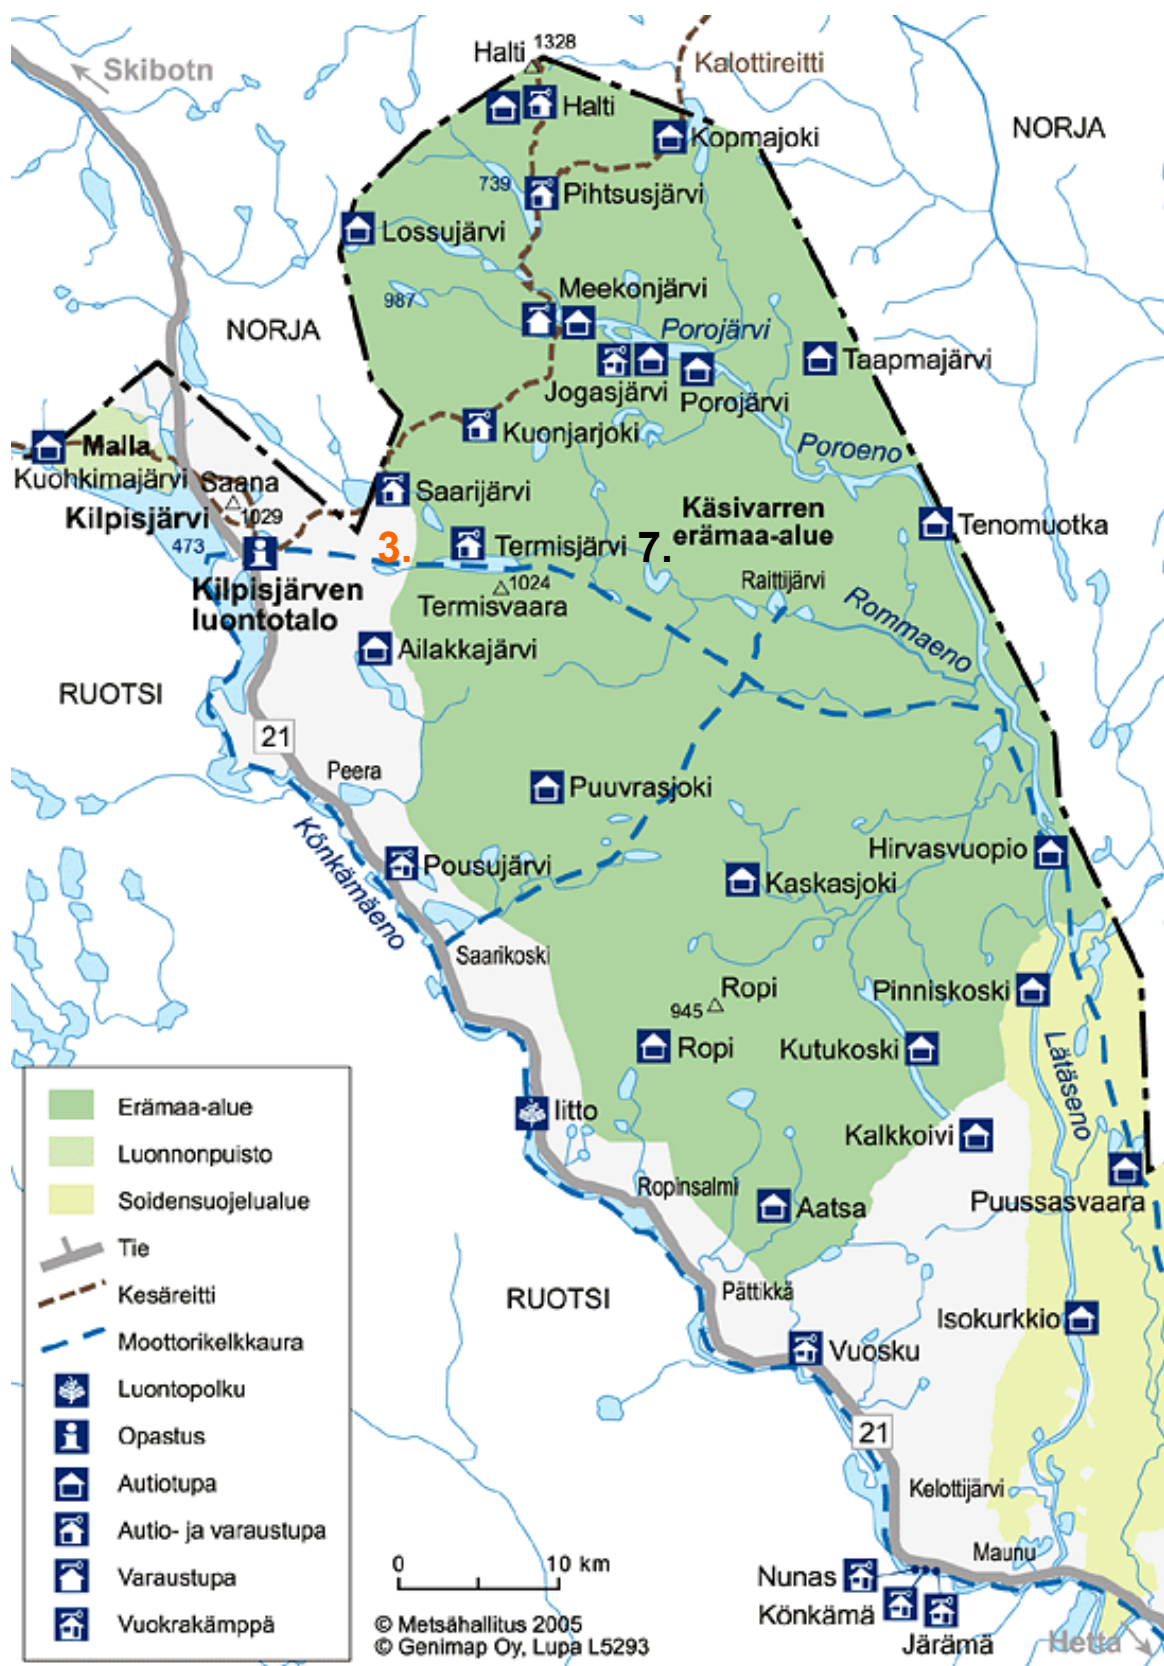 Skibotn
Halti 1328
Kalottireitti
Halti
NORJA
Kopmajoki
739
Pihtsusjärvi
Lossujärvi
987
Meekonjärvi
NORJA
Porojärvi
Taapmajärvi
Jogasjärvi
Porojärvi
Kuonjarjoki
Malla
Poroeno
Kuohkimajärvi
Saana
Saarijärvi
1029
Kilpisjärvi
Käsivarren
erämaa-alue
Tenomuotka
473
3.
Termisjärvi
7.
Kilpisjärven
luontotalo
1024
Termisvaara
Raittijärvi
Rommaeno
Ailakkajärvi
RUOTSI
21
Peera
Puuvrasjoki
Könkämäeno
Pousujärvi
Hirvasvuopio
Kaskasjoki
Saarikoski
Ropi
945
Pinniskoski
Ropi
Kutukoski
Lätäseno
Iitto
Kalkkoivi
Ropinsalmi
Puussasvaara
Aatsa
Pättikkä
RUOTSI
Isokurkkio
Vuosku
21
Kelottijärvi
Maunu
Nunas
Könkämä
Järämä
Hetta
Erämaa-alue
Luonnonpuisto
Soidensuojelualue
Tie
Kesäreitti
Moottorikelkkaura
Luontopolku
Opastus
Autiotupa
Autio- ja varaustupa
Varaustupa
Vuokrakämppä
0 10 km
© Metsähallitus 2005
© Genimap Oy, Lupa L5293